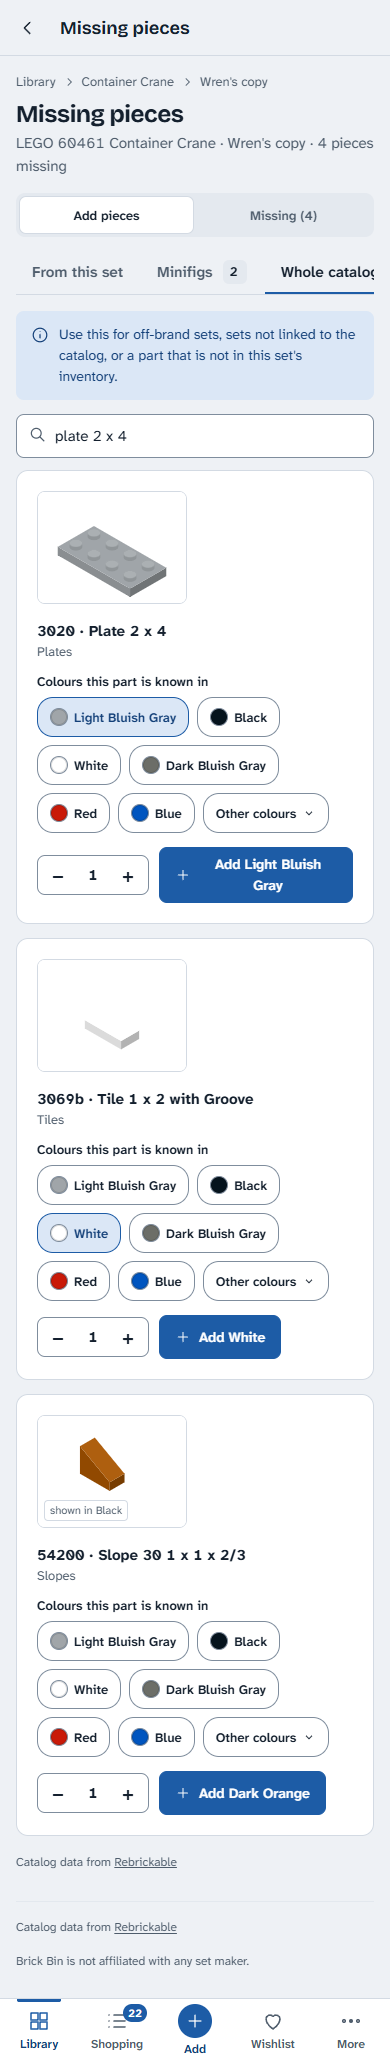 Missing pieces
Library > Container Crane > Wren's copy
Missing pieces
LEGO 60461 Container Crane · Wren's copy · 4 pieces
missing
Add pieces
Missing (4)
From this set
Minifigs 2
Whole catalog
Use this for off-brand sets, sets not linked to the
catalog, or a part that is not in this set's
inventory.
plate 2 x 4
3020 · Plate 2 x 4
Plates
Colours this part is known in
Light Bluish Gray
Black
White
Dark Bluish Gray
Red
Blue
Other colours
− 1 +
+ Add Light Bluish
Gray
3069b · Tile 1 x 2 with Groove
Tiles
Colours this part is known in
Light Bluish Gray
Black
White
Dark Bluish Gray
Red
Blue
Other colours
− 1 +
+ Add White
shown in Black
54200 · Slope 30 1 x 1 x 2/3
Slopes
Colours this part is known in
Light Bluish Gray
Black
White
Dark Bluish Gray
Red
Blue
Other colours
− 1 +
+ Add Dark Orange
Catalog data from Rebrickable
Catalog data from Rebrickable
Brick Bin is not affiliated with any set maker.
Library
22
Shopping
Add
Wishlist
More